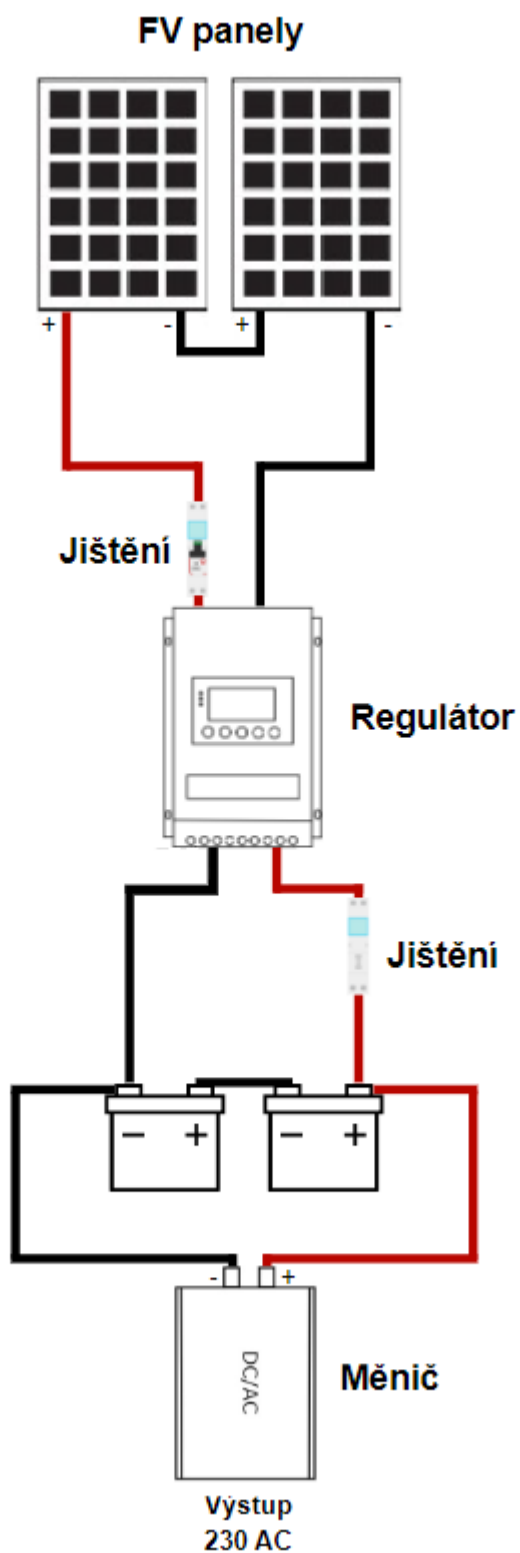 FV panely
+ - + -
Jištění
Regulátor
Jištění
− + − +
- +
DC/AC
Měnič
Výstup
230 AC